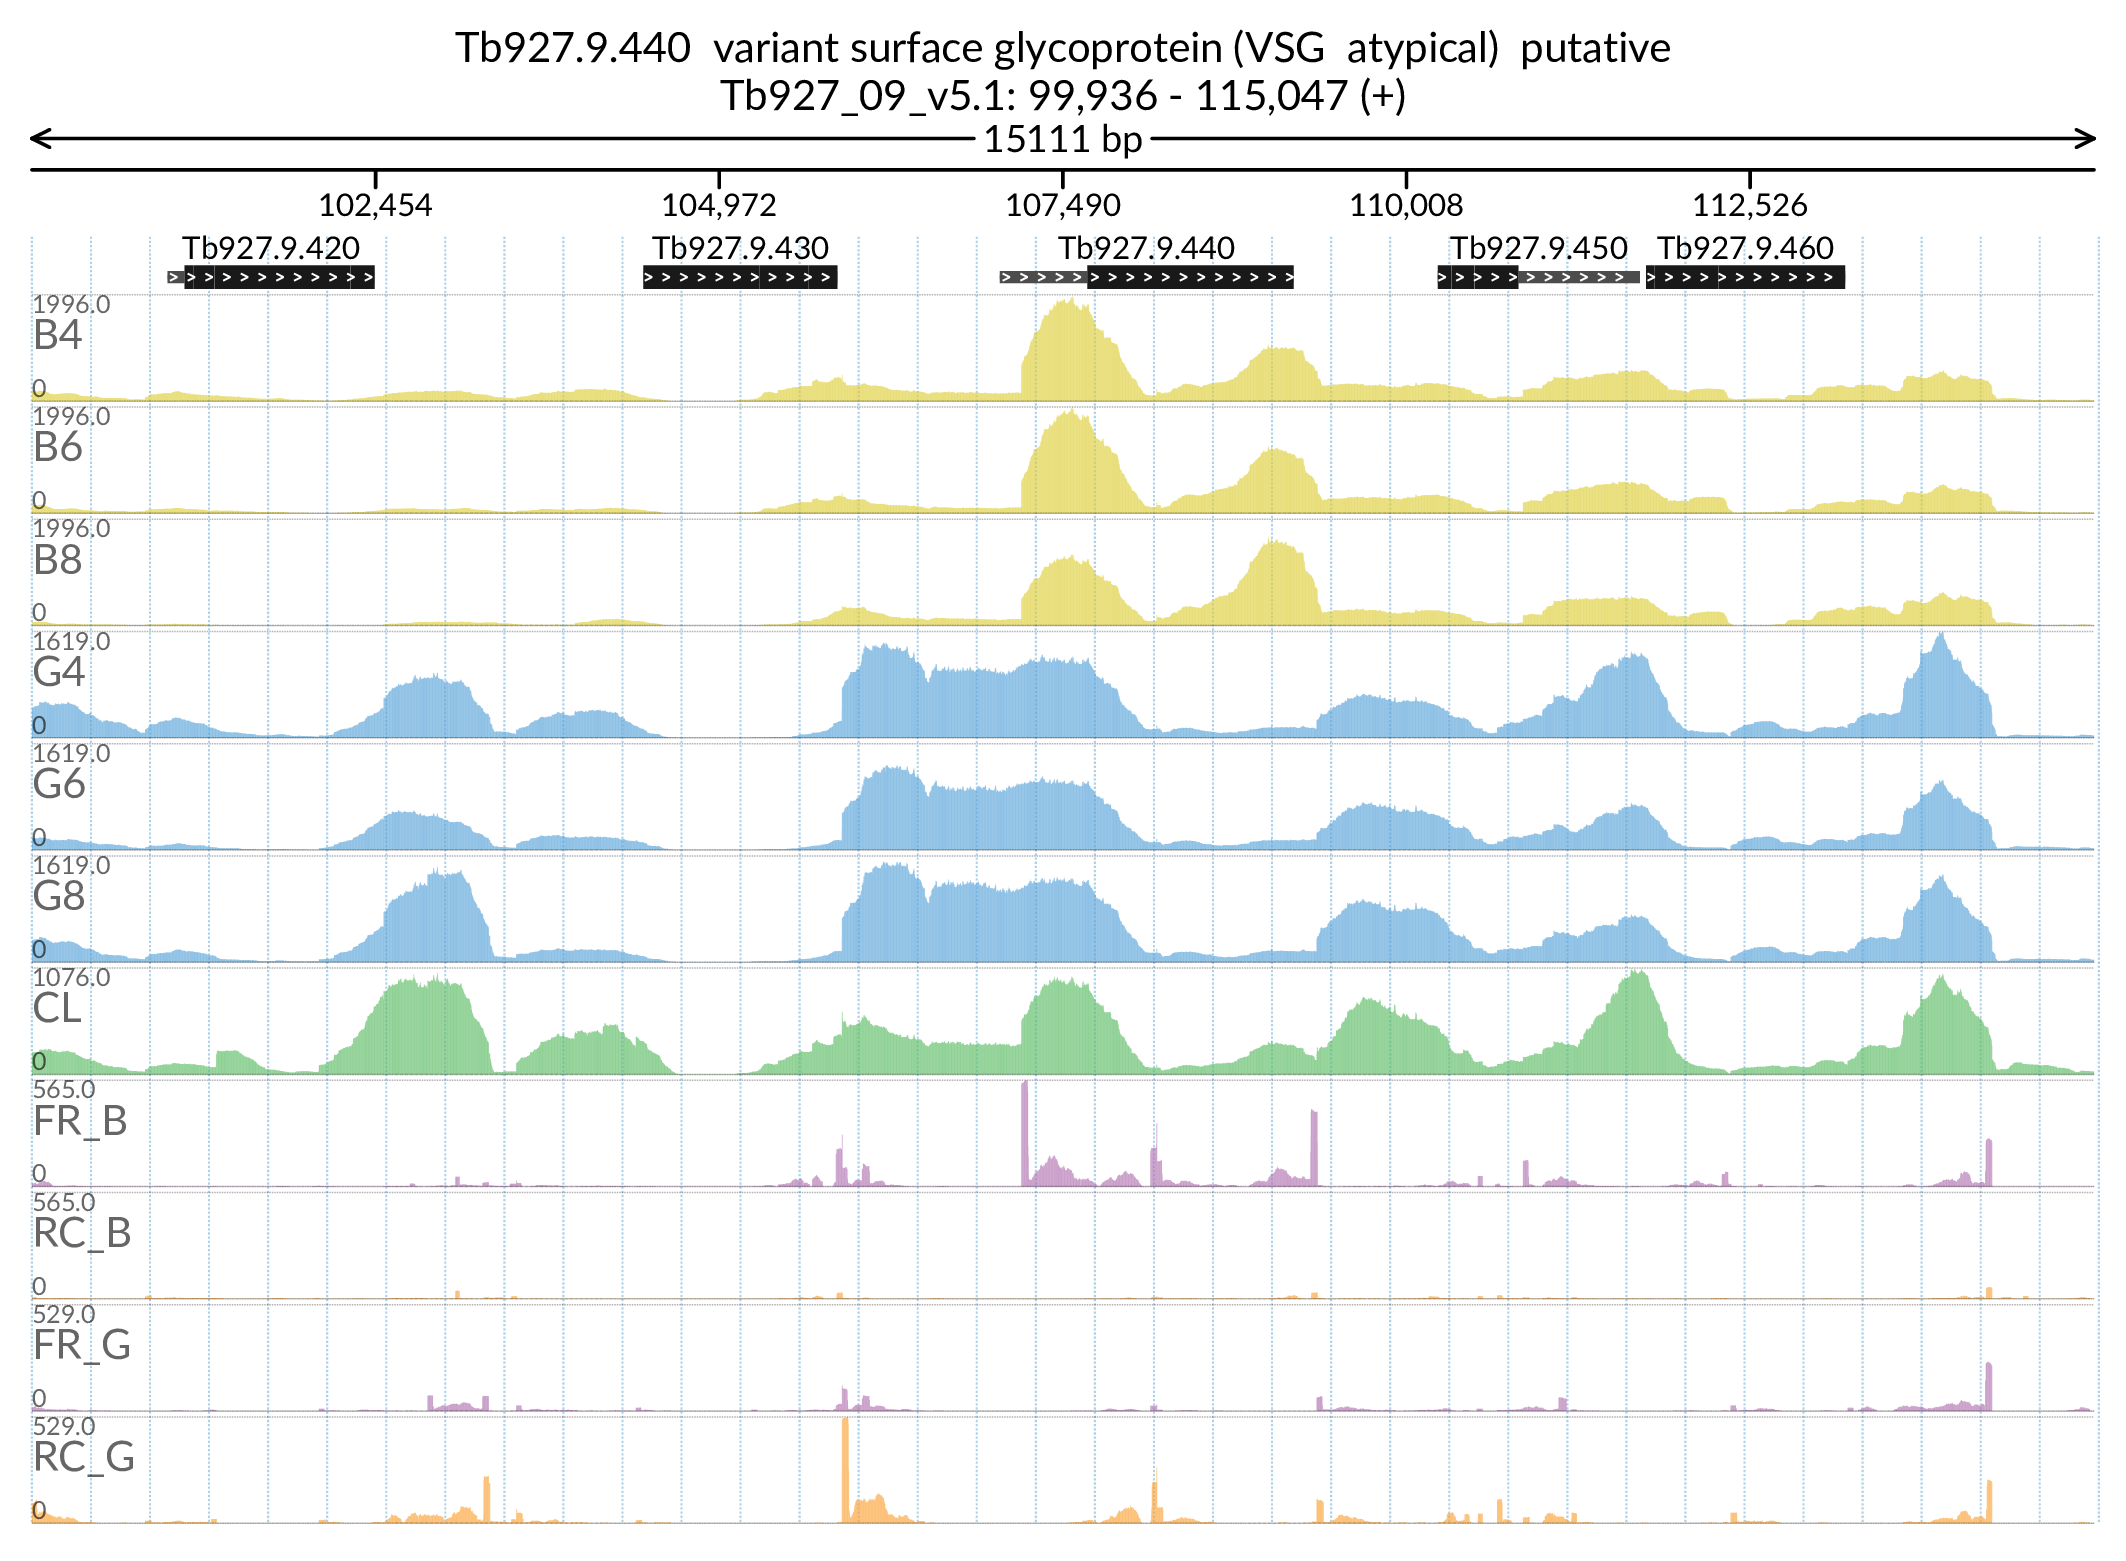 Tb927.9.440  variant surface glycoprotein (VSG  atypical)  putative
Tb927_09_v5.1: 99,936 - 115,047 (+)
15111 bp
102,454 104,972 107,490 110,008 112,526
Tb927.9.420 Tb927.9.430 Tb927.9.440 Tb927.9.450 Tb927.9.460
1996.0
B4
0
1996.0
B6
0
1996.0
B8
0
1619.0
G4
0
1619.0
G6
0
1619.0
G8
0
1076.0
CL
0
565.0
FR_B
0
565.0
RC_B
0
529.0
FR_G
0
529.0
RC_G
0